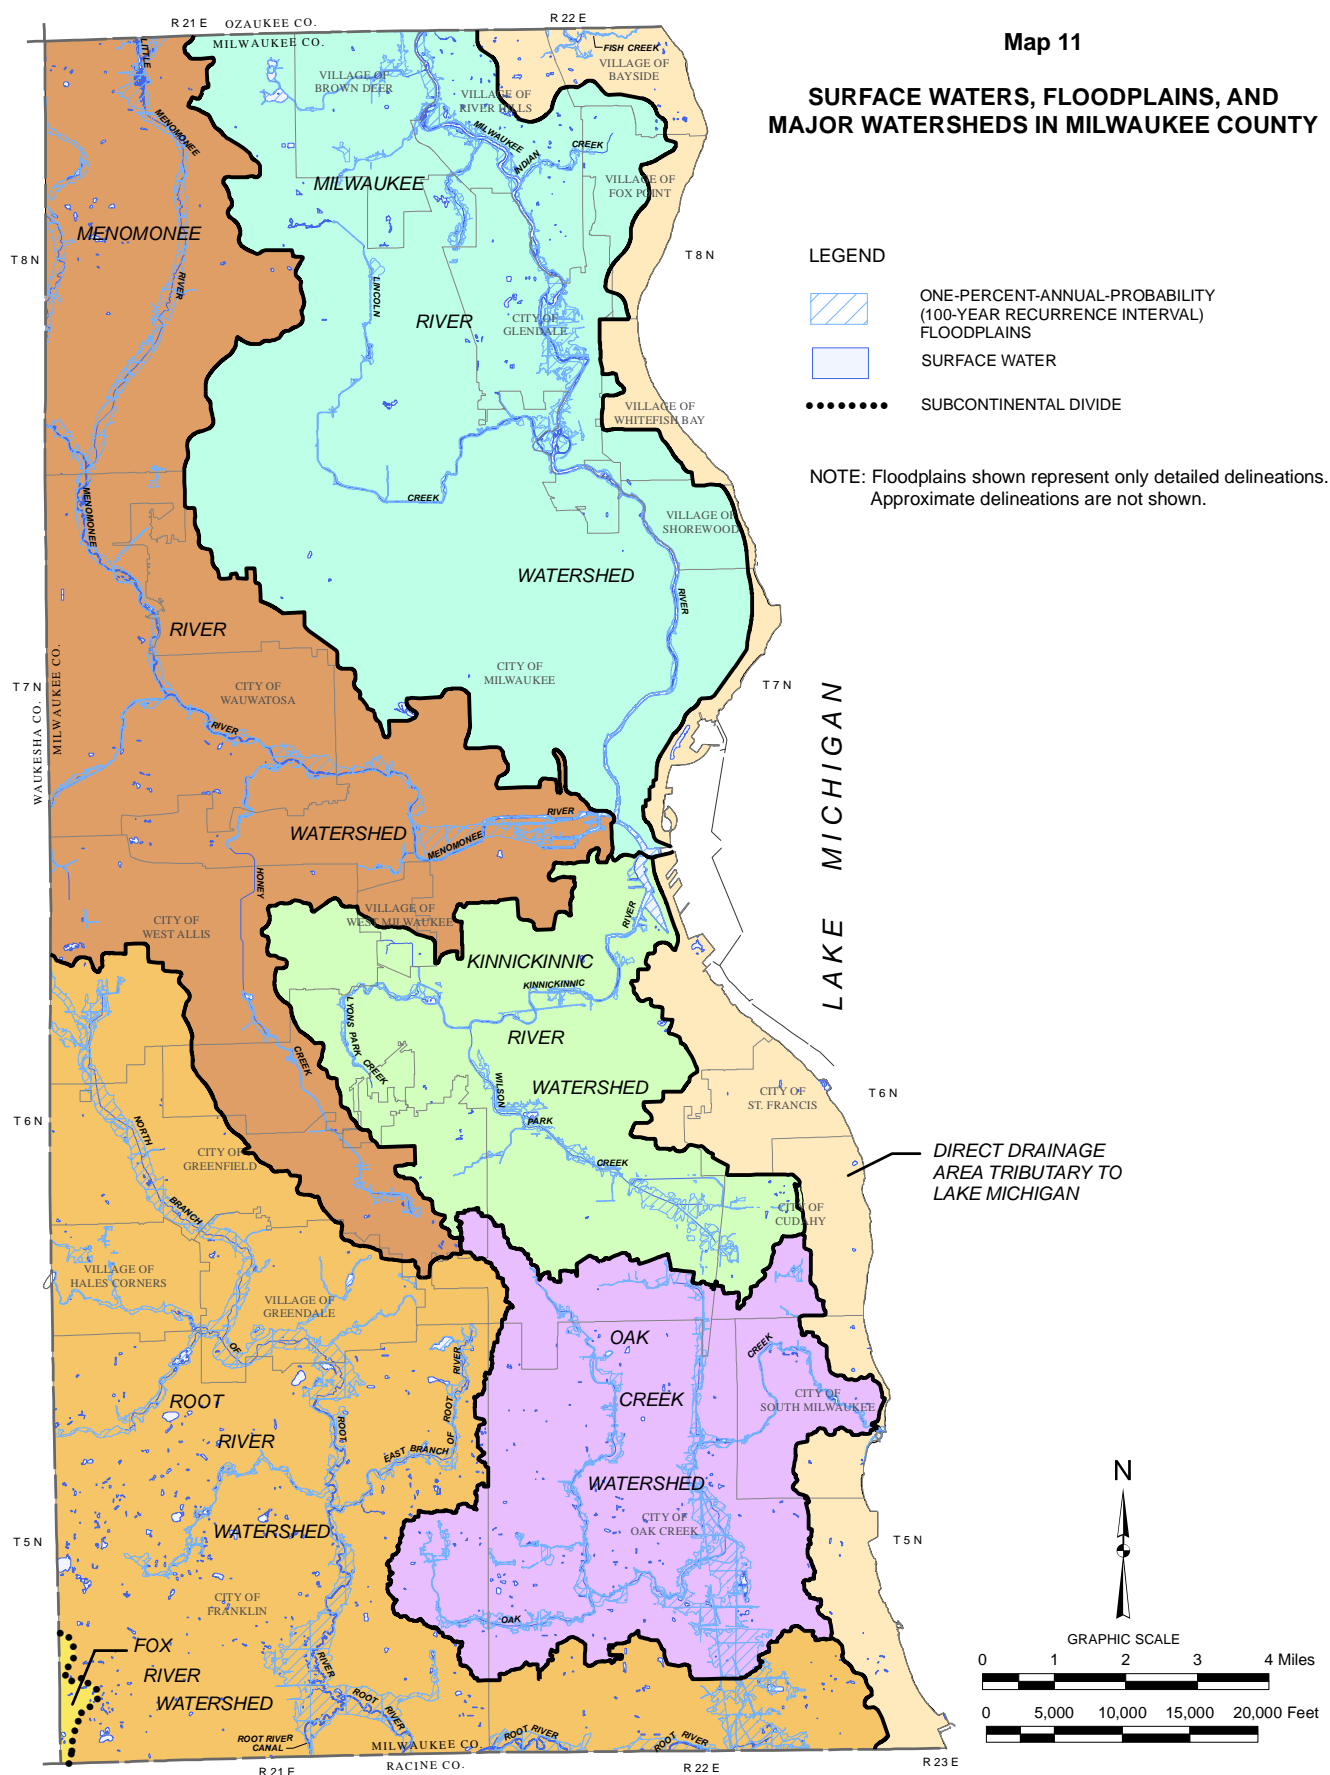 R 21 E
OZAUKEE CO.
MILWAUKEE CO.
R 22 E
Map 11
SURFACE WATERS, FLOODPLAINS, AND
MAJOR WATERSHEDS IN MILWAUKEE COUNTY
LITTLE
MENOMONEE
RIVER
FISH CREEK
VILLAGE OF
BAYSIDE
VILLAGE OF
BROWN DEER
VILLAGE OF
RIVER HILLS
MILWAUKEE
INDIAN
CREEK
VILLAGE OF
FOX POINT
MILWAUKEE
MENOMONEE
T 8 N
T 8 N
LEGEND
ONE-PERCENT-ANNUAL-PROBABILITY
(100-YEAR RECURRENCE INTERVAL)
FLOODPLAINS
SURFACE WATER
SUBCONTINENTAL DIVIDE
NOTE: Floodplains shown represent only detailed delineations.
Approximate delineations are not shown.
LINCOLN
RIVER
CITY OF
GLENDALE
VILLAGE OF
WHITEFISH BAY
CREEK
MENOMONEE
VILLAGE OF
SHOREWOOD
WATERSHED
RIVER
RIVER
CITY OF
MILWAUKEE
WAUKESHA CO.
MILWAUKEE CO.
T 7 N
T 7 N
CITY OF
WAUWATOSA
RIVER
LAKE MICHIGAN
WATERSHED
MENOMONEE
RIVER
HONEY
CITY OF
WEST ALLIS
VILLAGE OF
WEST MILWAUKEE
RIVER
KINNICKINNIC
KINNICKINNIC
LYONS PARK
CREEK
RIVER
WATERSHED
CREEK
WILSON
PARK
CREEK
CITY OF
ST. FRANCIS
T 6 N
T 6 N
NORTH
BRANCH
CITY OF
GREENFIELD
DIRECT DRAINAGE
AREA TRIBUTARY TO
LAKE MICHIGAN
CITY OF
CUDAHY
VILLAGE OF
HALES CORNERS
VILLAGE OF
GREENDALE
OF
ROOT
RIVER
OAK
CREEK
CREEK
CITY OF
SOUTH MILWAUKEE
ROOT
EAST BRANCH
OF
ROOT
RIVER
WATERSHED
WATERSHED
CITY OF
OAK CREEK
T 5 N
T 5 N
N
CITY OF
FRANKLIN
OAK
FOX
RIVER
WATERSHED
RIVER
ROOT
RIVER
ROOT RIVER
CANAL
ROOT RIVER
ROOT RIVER
MILWAUKEE CO.
RACINE CO.
R 21 E
R 22 E
R 23 E
GRAPHIC SCALE
0 1 2 3 4 Miles
0 5,000 10,000 15,000 20,000 Feet